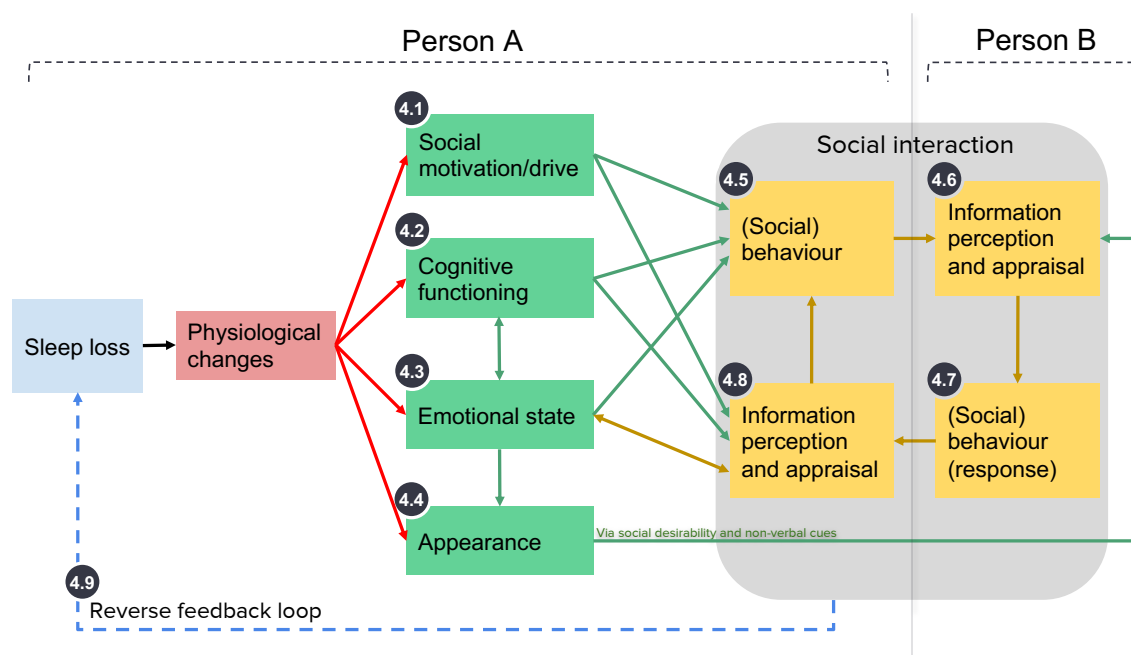 Person A
Person B
Social interaction
4.1
Social
motivation/drive
4.2
Cognitive
functioning
4.3
Emotional state
4.4
Appearance
Sleep loss
Physiological
changes
4.5
(Social)
behaviour
4.6
Information
perception
and appraisal
4.8
Information
perception
and appraisal
4.7
(Social)
behaviour
(response)
Via social desirability and non-verbal cues
4.9
Reverse feedback loop